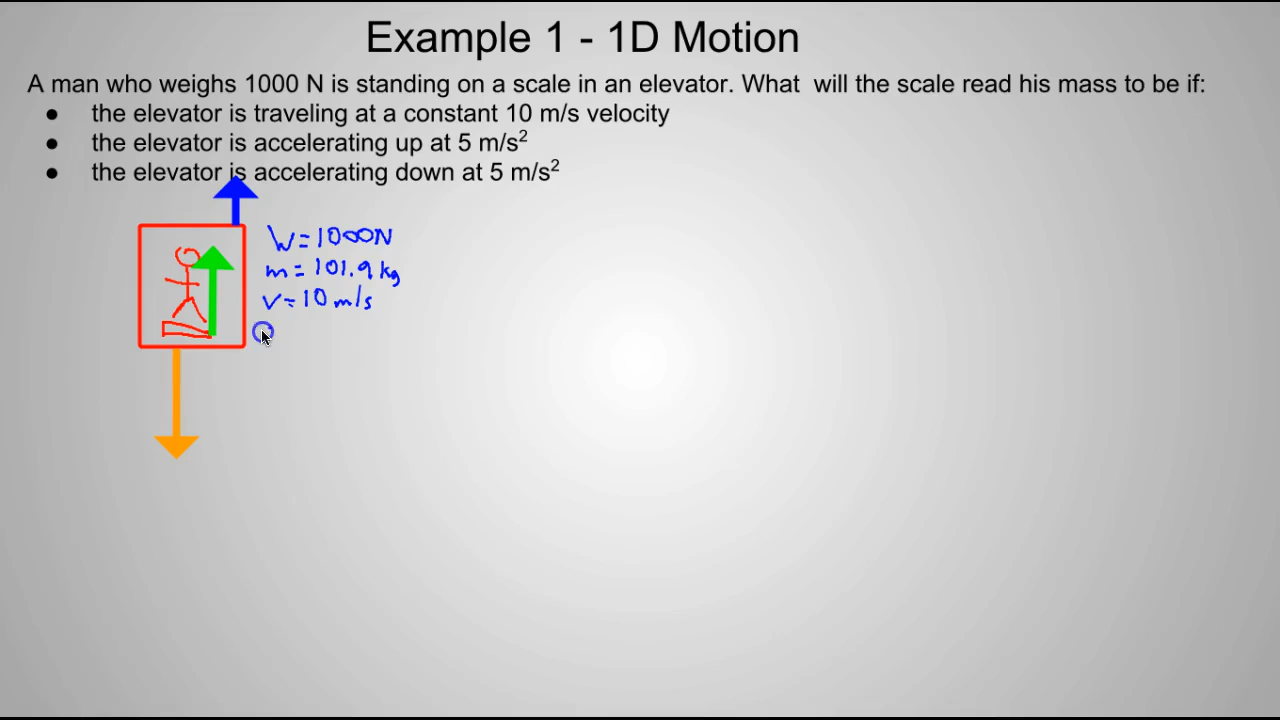 Example 1 - 1D Motion
A man who weighs 1000 N is standing on a scale in an elevator. What will the scale read his mass to be if:
● the elevator is traveling at a constant 10 m/s velocity
● the elevator is accelerating up at 5 m/s²
● the elevator is accelerating down at 5 m/s²
W=1000N
m=101.9 kg
v=10 m/s